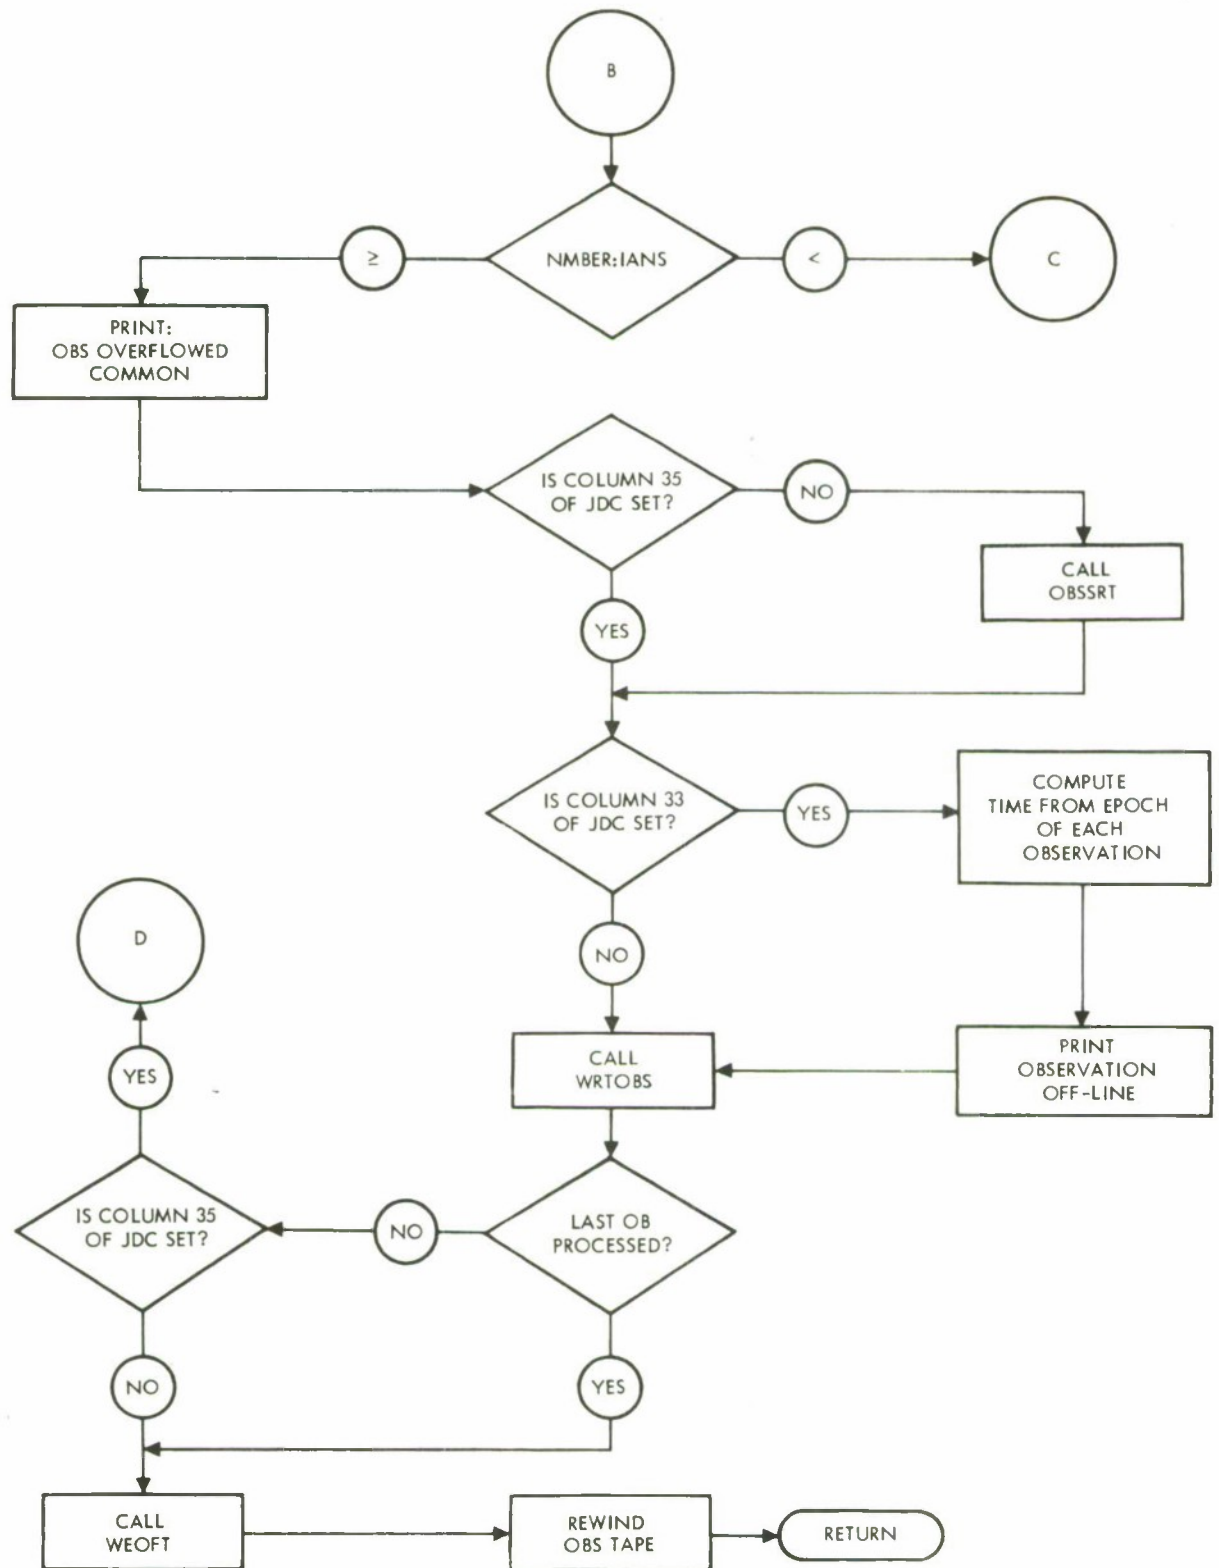 B
NMBER:IANS
≥
<
C
PRINT:
OBS OVERFLOWED
COMMON
IS COLUMN 35
OF JDC SET?
NO
CALL
OBSSRT
YES
IS COLUMN 33
OF JDC SET?
YES
COMPUTE
TIME FROM EPOCH
OF EACH
OBSERVATION
NO
D
PRINT
OBSERVATION
OFF-LINE
CALL
WRTOBS
YES
IS COLUMN 35
OF JDC SET?
NO
LAST OB
PROCESSED?
NO
YES
CALL
WEOFT
REWIND
OBS TAPE
RETURN